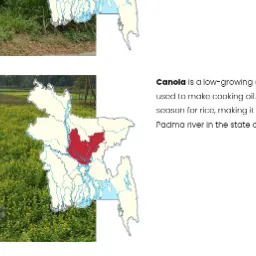 Canola is a low-growing
used to make cooking oil.
season for rice, making it
Padma river in the state